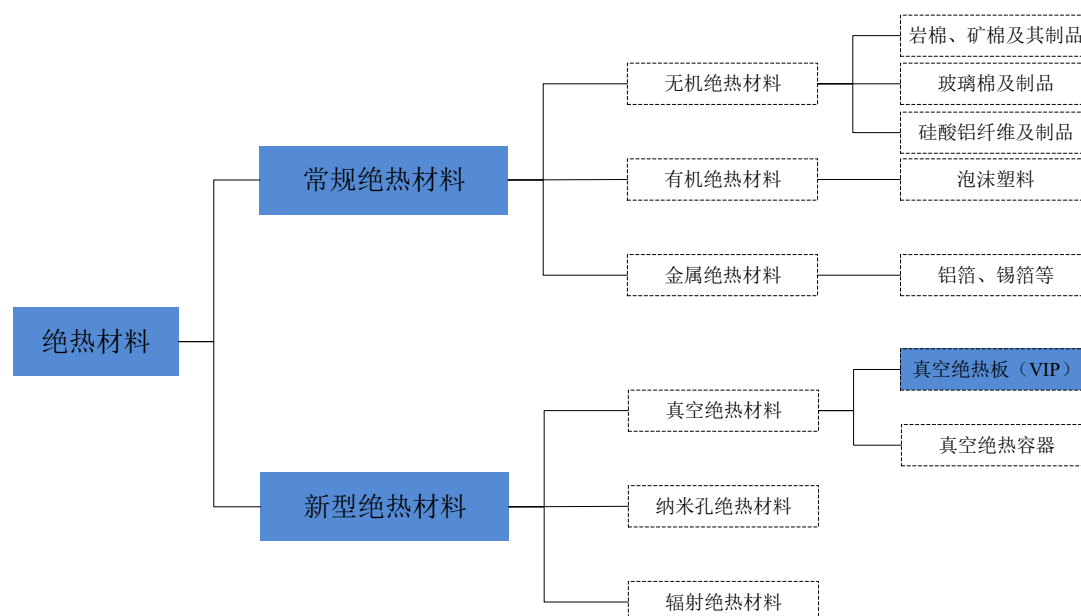 岩棉、矿棉及其制品
无机绝热材料
玻璃棉及制品
硅酸铝纤维及制品
常规绝热材料
有机绝热材料
泡沫塑料
金属绝热材料
铝箔、锡箔等
绝热材料
真空绝热板（VIP）
真空绝热材料
真空绝热容器
新型绝热材料
纳米孔绝热材料
辐射绝热材料